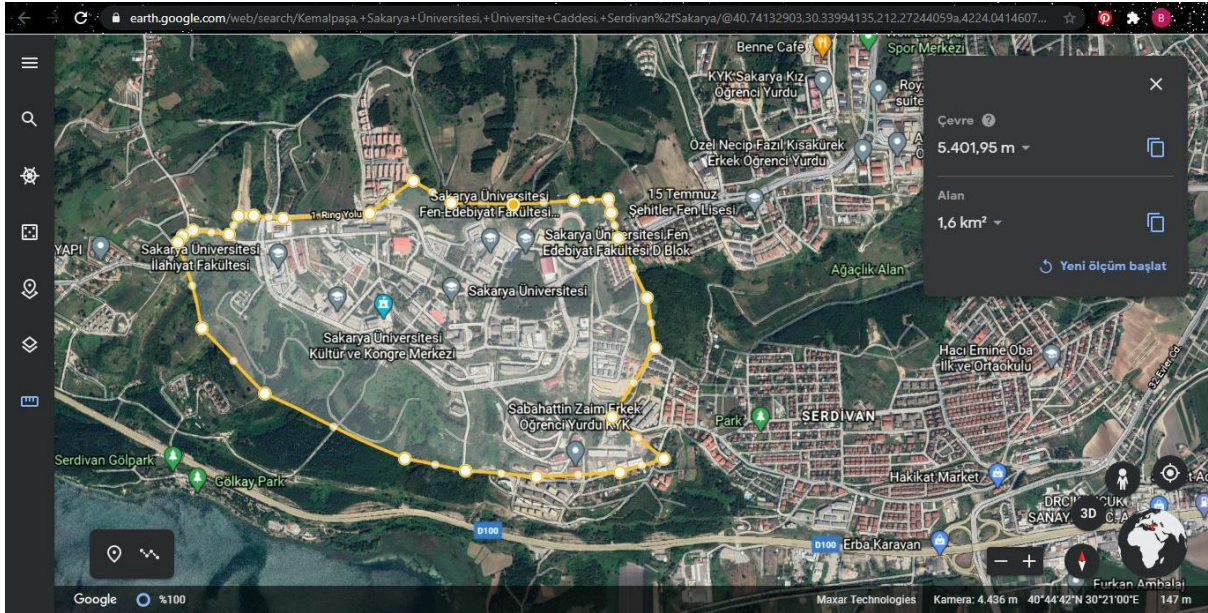 earth.google.com/web/search/Kemalpaşa,+Sakarya+Üniversitesi,+Üniversite+Caddesi,+Serdivan%2fSakarya/@40.74132903,30.33994135,212.27244059a,4224.0414607...
B
Benne Cafe
Spor Merkezi
KYK Sakarya Kız
Öğrenci Yurdu
Özel Necip Fazıl Kısakürek
Erkek Öğrenci Yurdu
15 Temmuz
Şehitler Fen Lisesi
Çevre
5.401,95 m
Alan
1,6 km²
Yeni ölçüm başlat
Sakarya Üniversitesi
Fen-Edebiyat Fakültesi...
1. Ring Yolu
Sakarya Üniversitesi Fen
Edebiyat Fakültesi D Blok
YAPI
Sakarya Üniversitesi
İlahiyat Fakültesi
Ağaçlık Alan
Sakarya Üniversitesi
Sakarya Üniversitesi
Kültür ve Kongre Merkezi
Hacı Emine Oba
İlk ve Ortaokulu
32 Evler Cd.
Sabahattin Zaim Erkek
Öğrenci Yurdu KYK
Park
SERDİVAN
Serdivan Gölpark
Gölkay Park
Hakikat Market
D100
D100
Erba Karavan
3D
Furkan Ambalaj
Google
%100
Maxar Technologies
Kamera: 4.436 m
40°44'42"N 30°21'00"E
147 m